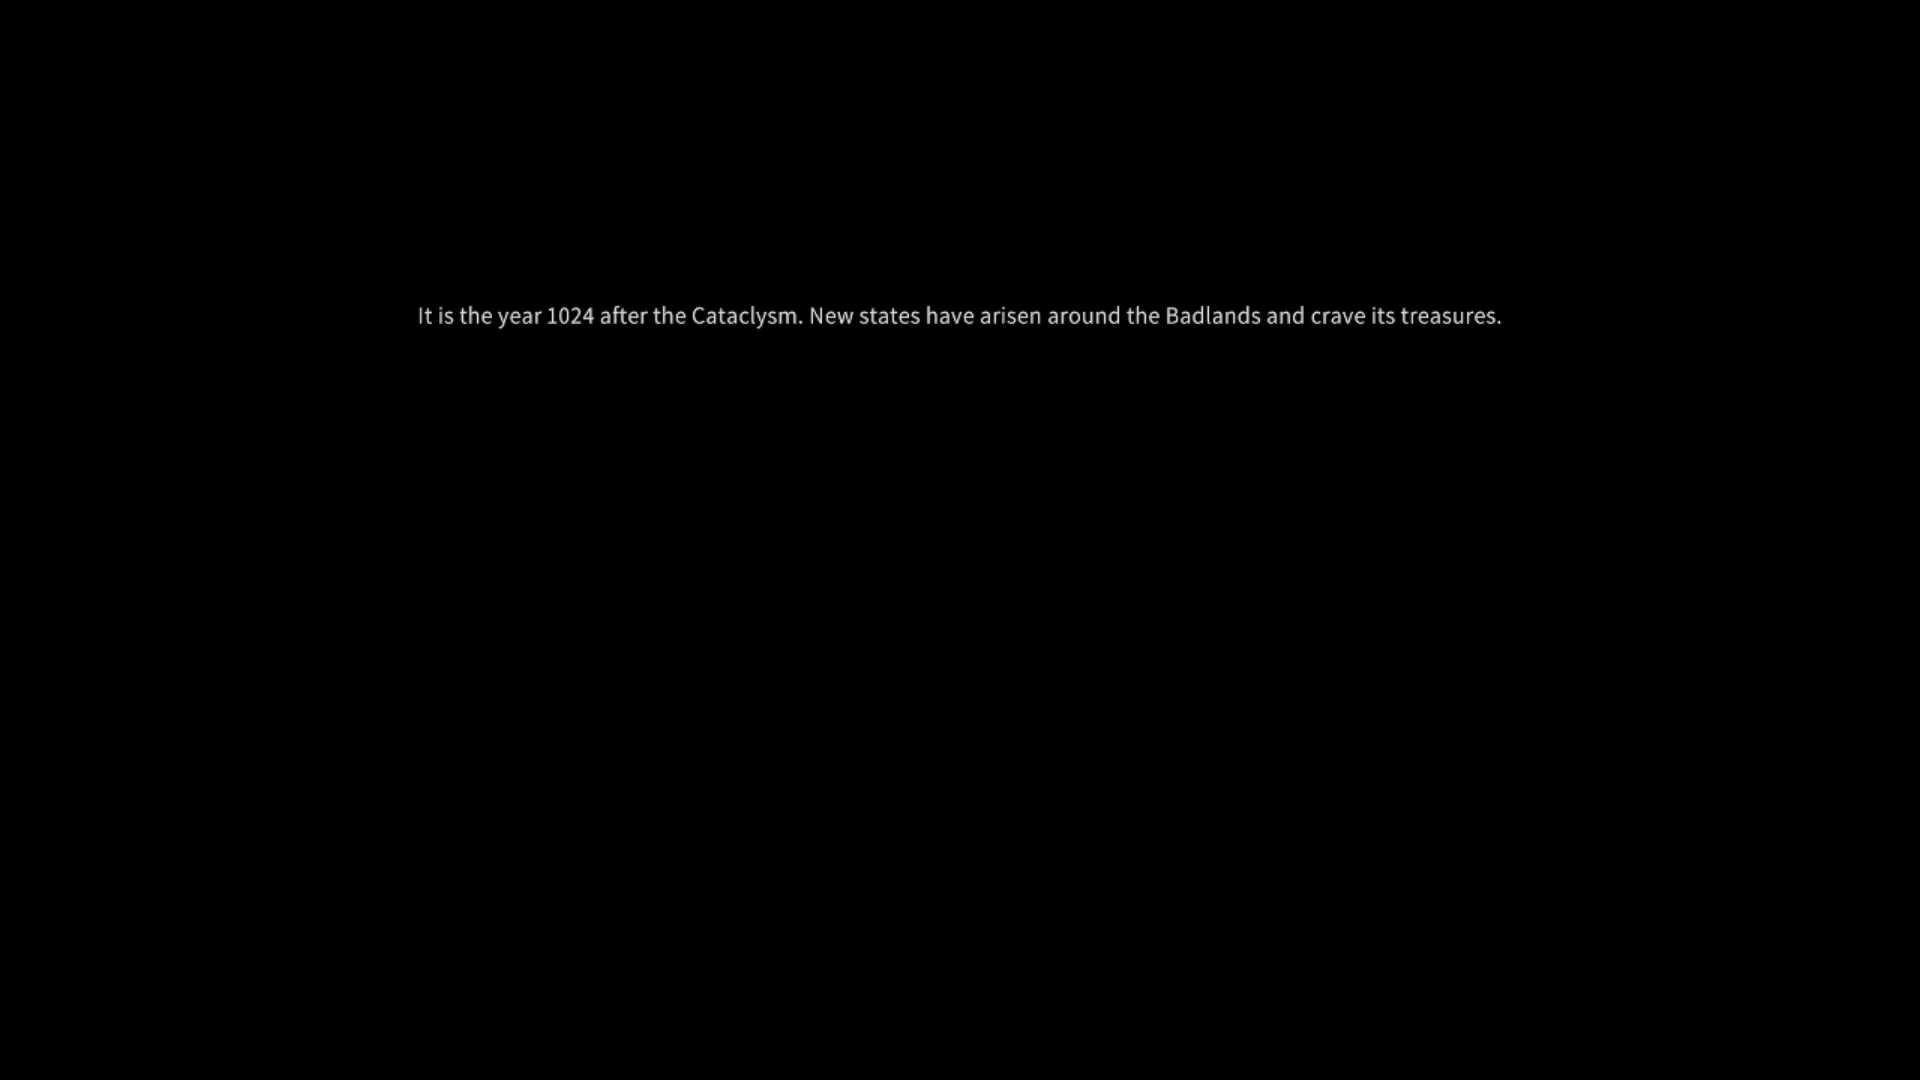 It is the year 1024 after the Cataclysm. New states have arisen around the Badlands and crave its treasures.